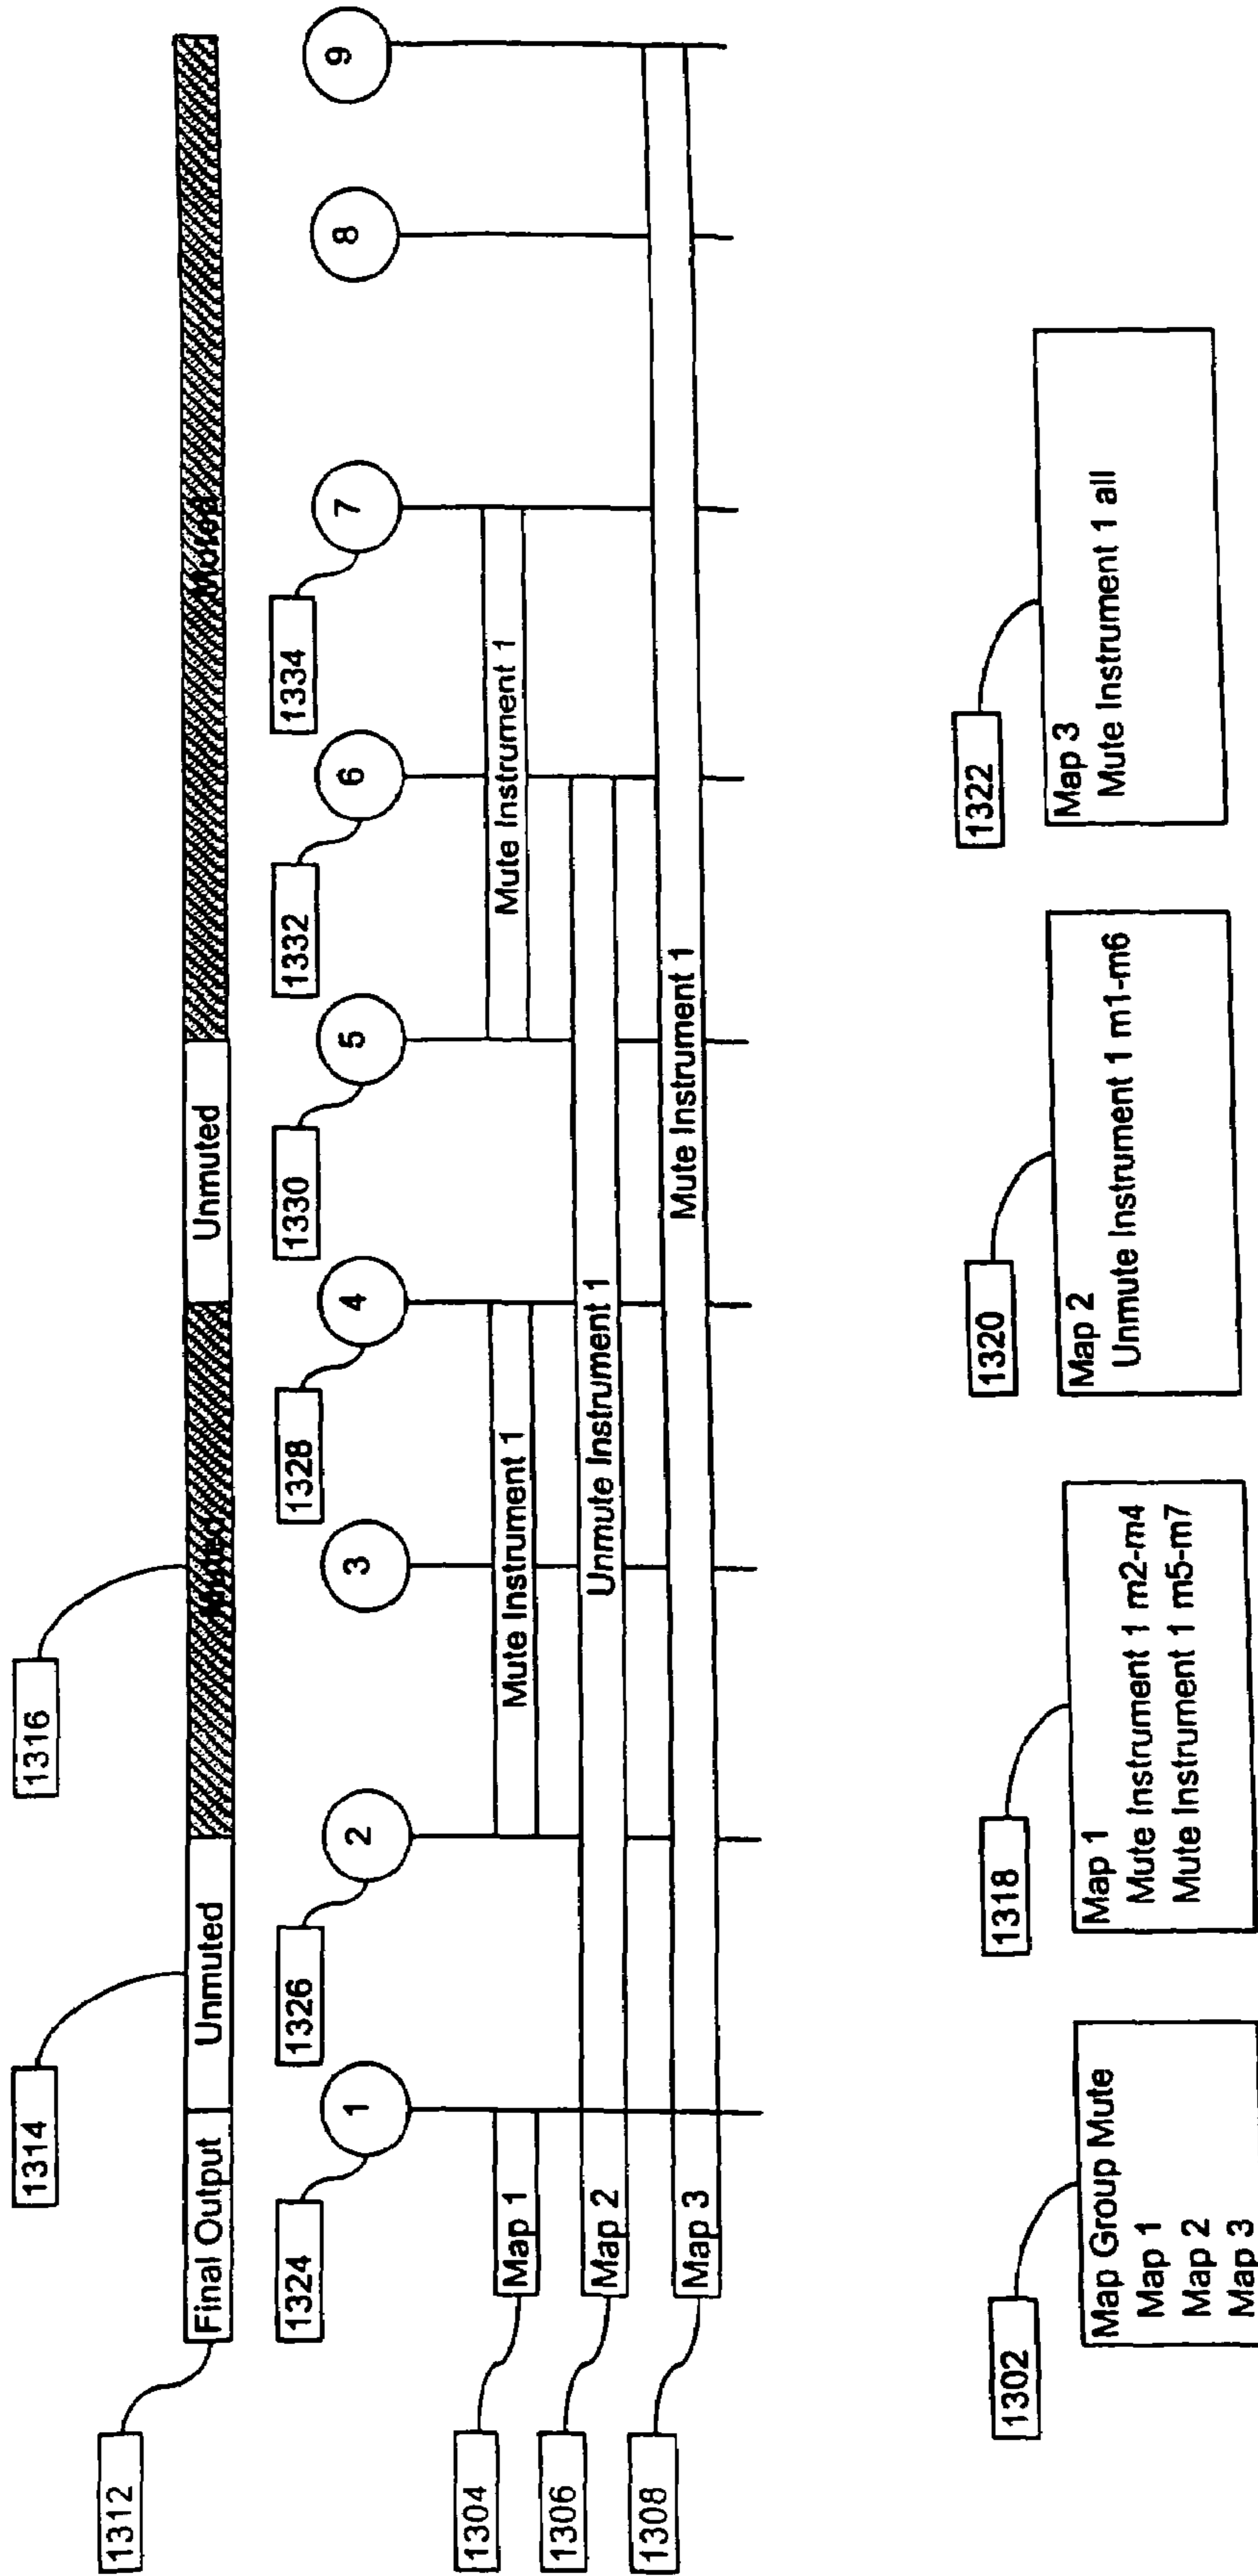 1314
1316
1312
Final Output
Unmuted
Muted
Unmuted
Muted
1324
1326
1328
1330
1332
1334
1
2
3
4
5
6
7
8
9
1304
Map 1
Mute Instrument 1
Mute Instrument 1
1306
Map 2
Unmute Instrument 1
1308
Map 3
Mute Instrument 1
1302
Map Group Mute
Map 1
Map 2
Map 3
1318
Map 1
Mute Instrument 1 m2-m4
Mute Instrument 1 m5-m7
1320
Map 2
Unmute Instrument 1 m1-m6
1322
Map 3
Mute Instrument 1 all